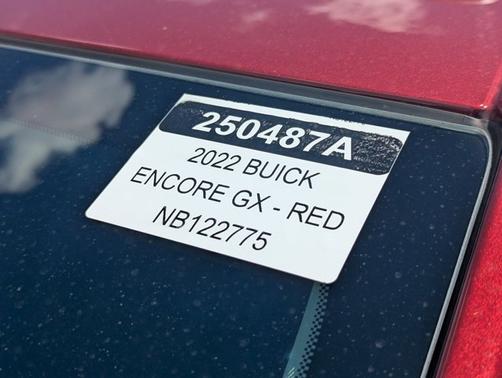 250487A
2022 BUICK
ENCORE GX - RED
NB122775